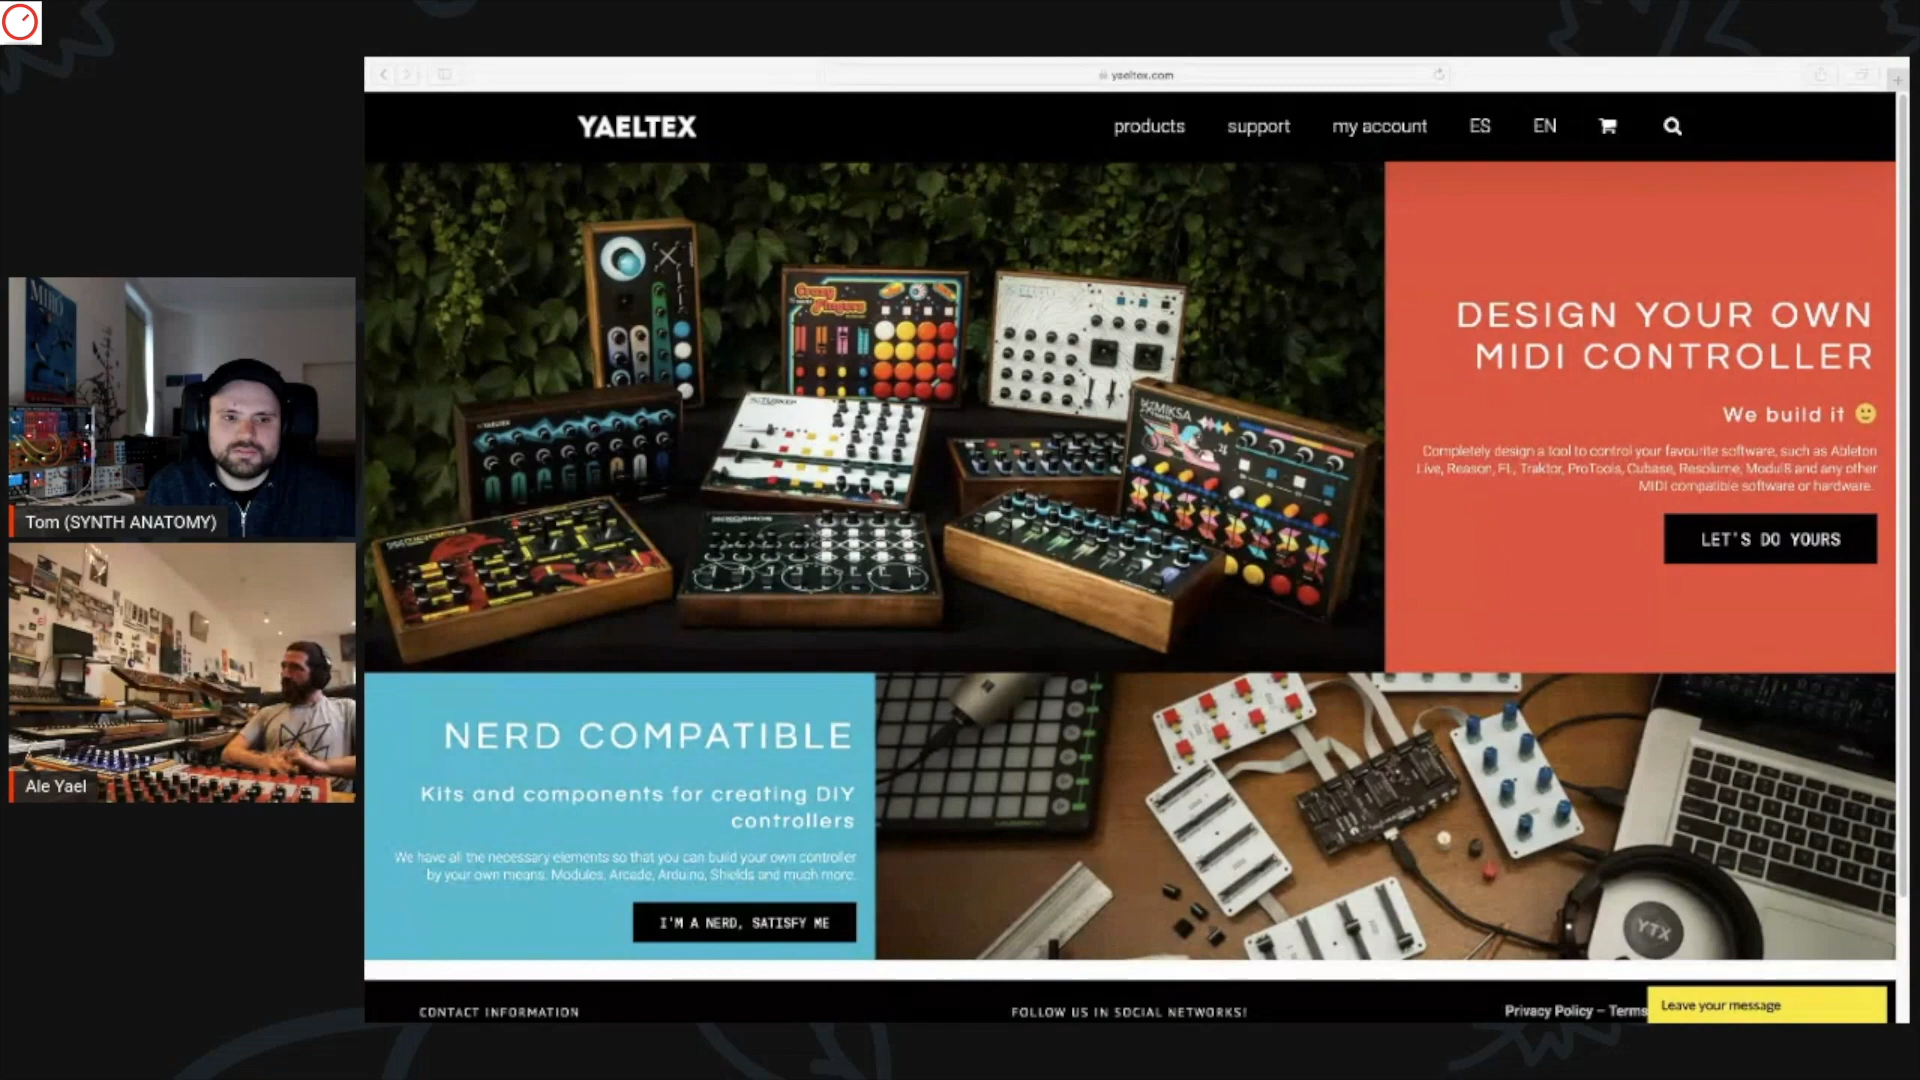 yaeltex.com
YAELTEX
products
support
my account
ES
EN
MIRÓ
Tom (SYNTH ANATOMY)
Ale Yael
Crazy
Fingers
MIKSA
DESIGN YOUR OWN
MIDI CONTROLLER
We build it
Completely design a tool to control your favourite software, such as Ableton
Live, Reason, FL, Traktor, ProTools, Cubase, Resolume, Modul8 and any other
MIDI compatible software or hardware.
LET'S DO YOURS
NERD COMPATIBLE
Kits and components for creating DIY
controllers
We have all the necessary elements so that you can build your own controller
by your own means. Modules, Arcade, Arduino, Shields and much more.
I'M A NERD, SATISFY ME
YTX
CONTACT INFORMATION
FOLLOW US IN SOCIAL NETWORKS!
Privacy Policy – Terms
Leave your message